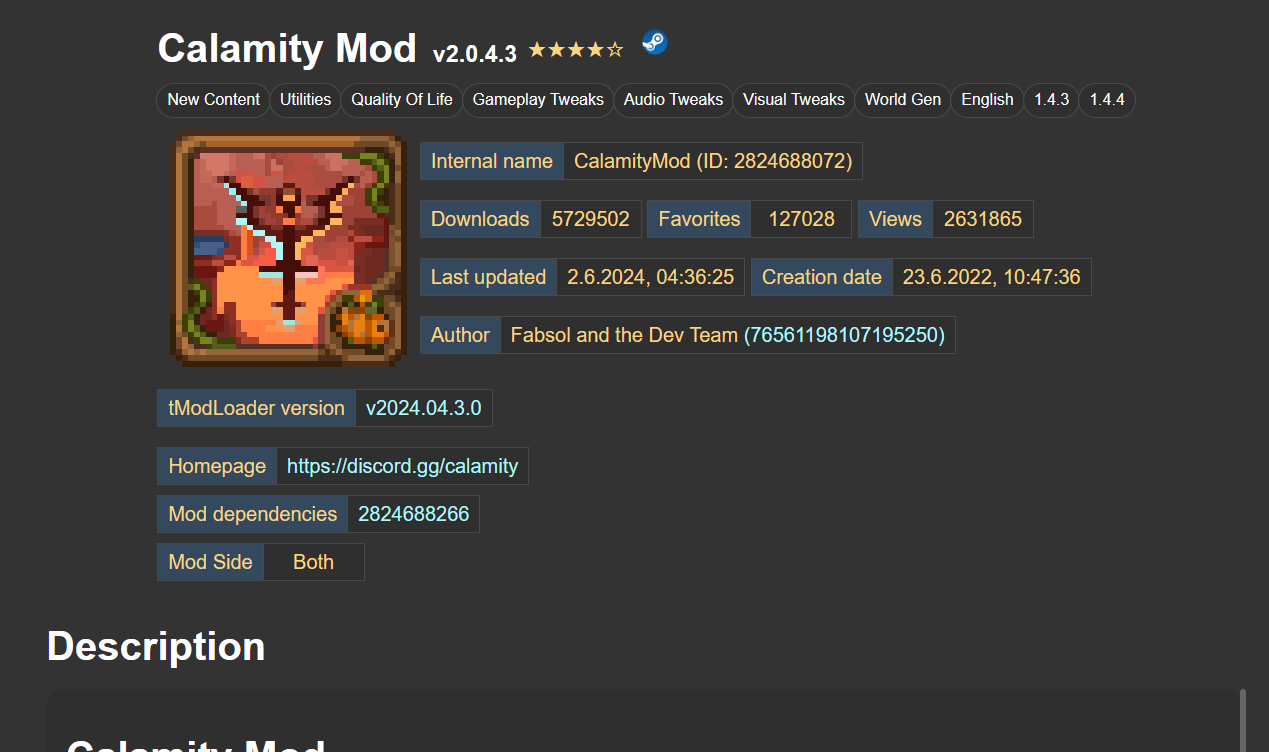 Calamity Mod v2.0.4.3 ★★★★☆
New Content Utilities Quality Of Life Gameplay Tweaks Audio Tweaks Visual Tweaks World Gen English 1.4.3 1.4.4
Internal name CalamityMod (ID: 2824688072)
Downloads 5729502 Favorites 127028 Views 2631865
Last updated 2.6.2024, 04:36:25 Creation date 23.6.2022, 10:47:36
Author Fabsol and the Dev Team (76561198107195250)
tModLoader version v2024.04.3.0
Homepage https://discord.gg/calamity
Mod dependencies 2824688266
Mod Side Both
Description
Calamity Mod